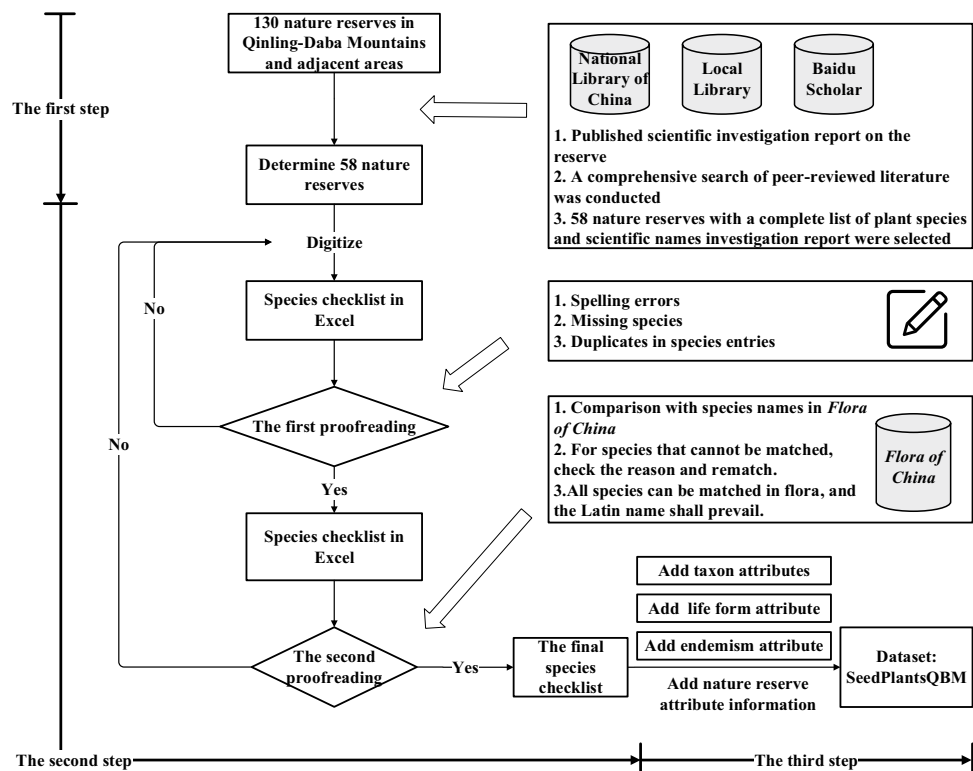 130 nature reserves in
Qinling-Daba Mountains
and adjacent areas
The first step
National
Library of
China
Local
Library
Baidu
Scholar
1. Published scientific investigation report on the
reserve
2. A comprehensive search of peer-reviewed literature
was conducted
3. 58 nature reserves with a complete list of plant species
and scientific names investigation report were selected
Determine 58 nature
reserves
Digitize
No
Species checklist in
Excel
1. Spelling errors
2. Missing species
3. Duplicates in species entries
The first proofreading
No
Yes
1. Comparison with species names in Flora
of China
2. For species that cannot be matched,
check the reason and rematch.
3.All species can be matched in flora, and
the Latin name shall prevail.
Flora of
China
Species checklist in
Excel
The second
proofreading
Yes
The final
species
checklist
Add taxon attributes
Add life form attribute
Add endemism attribute
Add nature reserve
attribute information
Dataset:
SeedPlantsQBM
The second step
The third step